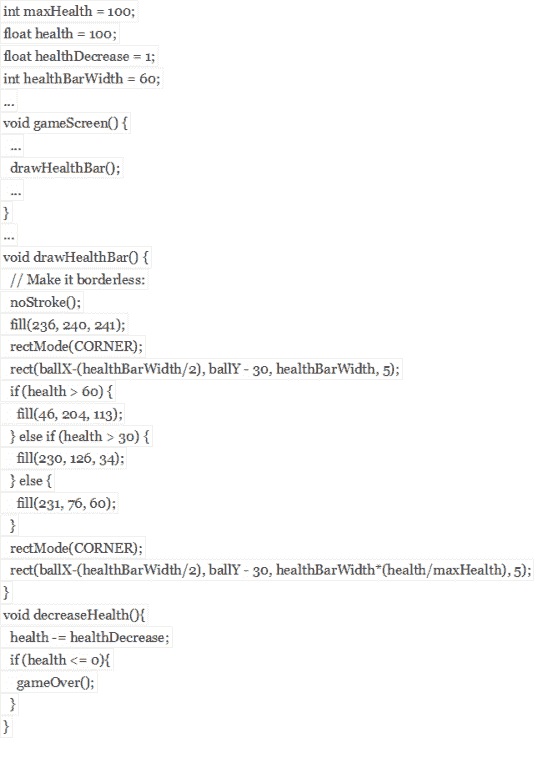 int maxHealth = 100;
float health = 100;
float healthDecrease = 1;
int healthBarWidth = 60;
...
void gameScreen() {
...
drawHealthBar();
...
}
...
void drawHealthBar() {
// Make it borderless:
noStroke();
fill(236, 240, 241);
rectMode(CORNER);
rect(ballX-(healthBarWidth/2), ballY - 30, healthBarWidth, 5);
if (health > 60) {
fill(46, 204, 113);
} else if (health > 30) {
fill(230, 126, 34);
} else {
fill(231, 76, 60);
}
rectMode(CORNER);
rect(ballX-(healthBarWidth/2), ballY - 30, healthBarWidth*(health/maxHealth), 5);
}
void decreaseHealth(){
health -= healthDecrease;
if (health <= 0){
gameOver();
}
}